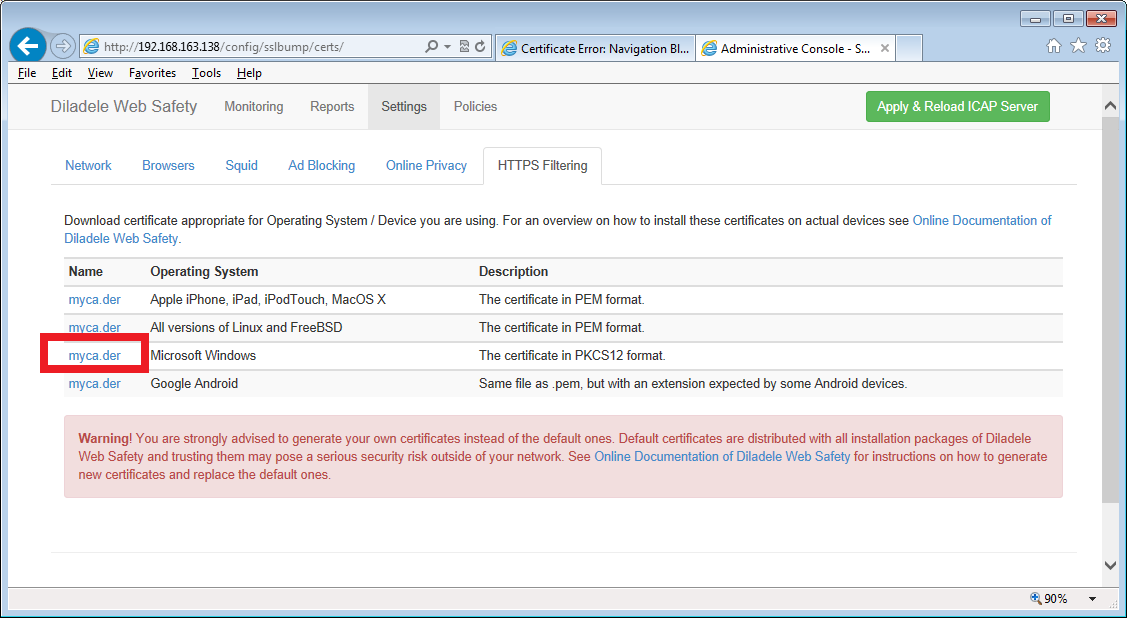 http://192.168.163.138/config/sslbump/certs/
Certificate Error: Navigation Bl...
Administrative Console - S...
File Edit View Favorites Tools Help
Diladele Web Safety Monitoring Reports Settings Policies Apply & Reload ICAP Server
Network Browsers Squid Ad Blocking Online Privacy HTTPS Filtering
Download certificate appropriate for Operating System / Device you are using. For an overview on how to install these certificates on actual devices see Online Documentation of
Diladele Web Safety.
Name Operating System Description
myca.der Apple iPhone, iPad, iPodTouch, MacOS X The certificate in PEM format.
myca.der All versions of Linux and FreeBSD The certificate in PEM format.
myca.der Microsoft Windows The certificate in PKCS12 format.
myca.der Google Android Same file as .pem, but with an extension expected by some Android devices.
Warning! You are strongly advised to generate your own certificates instead of the default ones. Default certificates are distributed with all installation packages of Diladele
Web Safety and trusting them may pose a serious security risk outside of your network. See Online Documentation of Diladele Web Safety for instructions on how to generate
new certificates and replace the default ones.
90%